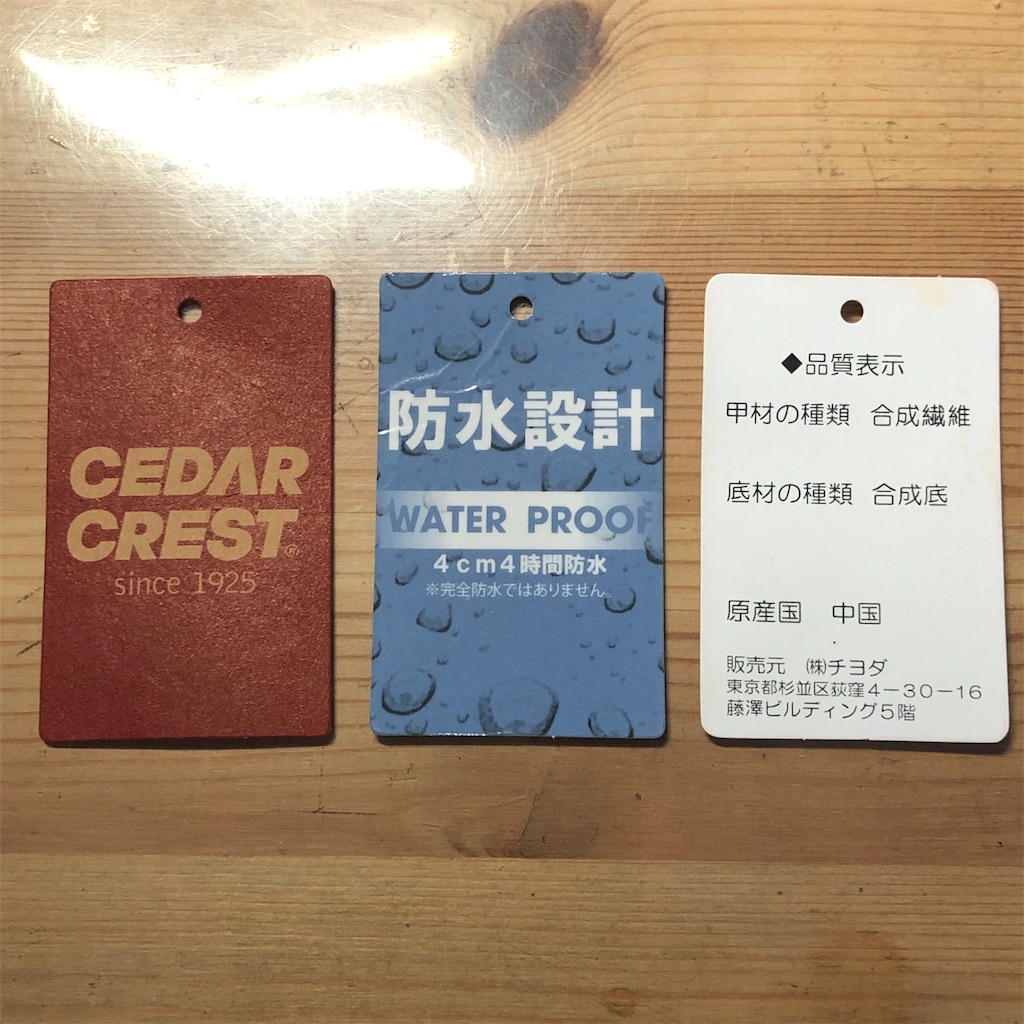 CEDAR
CREST®
since 1925
防水設計
WATER PROOF
4cm4時間防水
※完全防水ではありません。
◆品質表示
甲材の種類 合成繊維
底材の種類 合成底
原産国 中国
販売元 ㈱チヨダ
東京都杉並区荻窪4-30-16
藤澤ビルディング5階